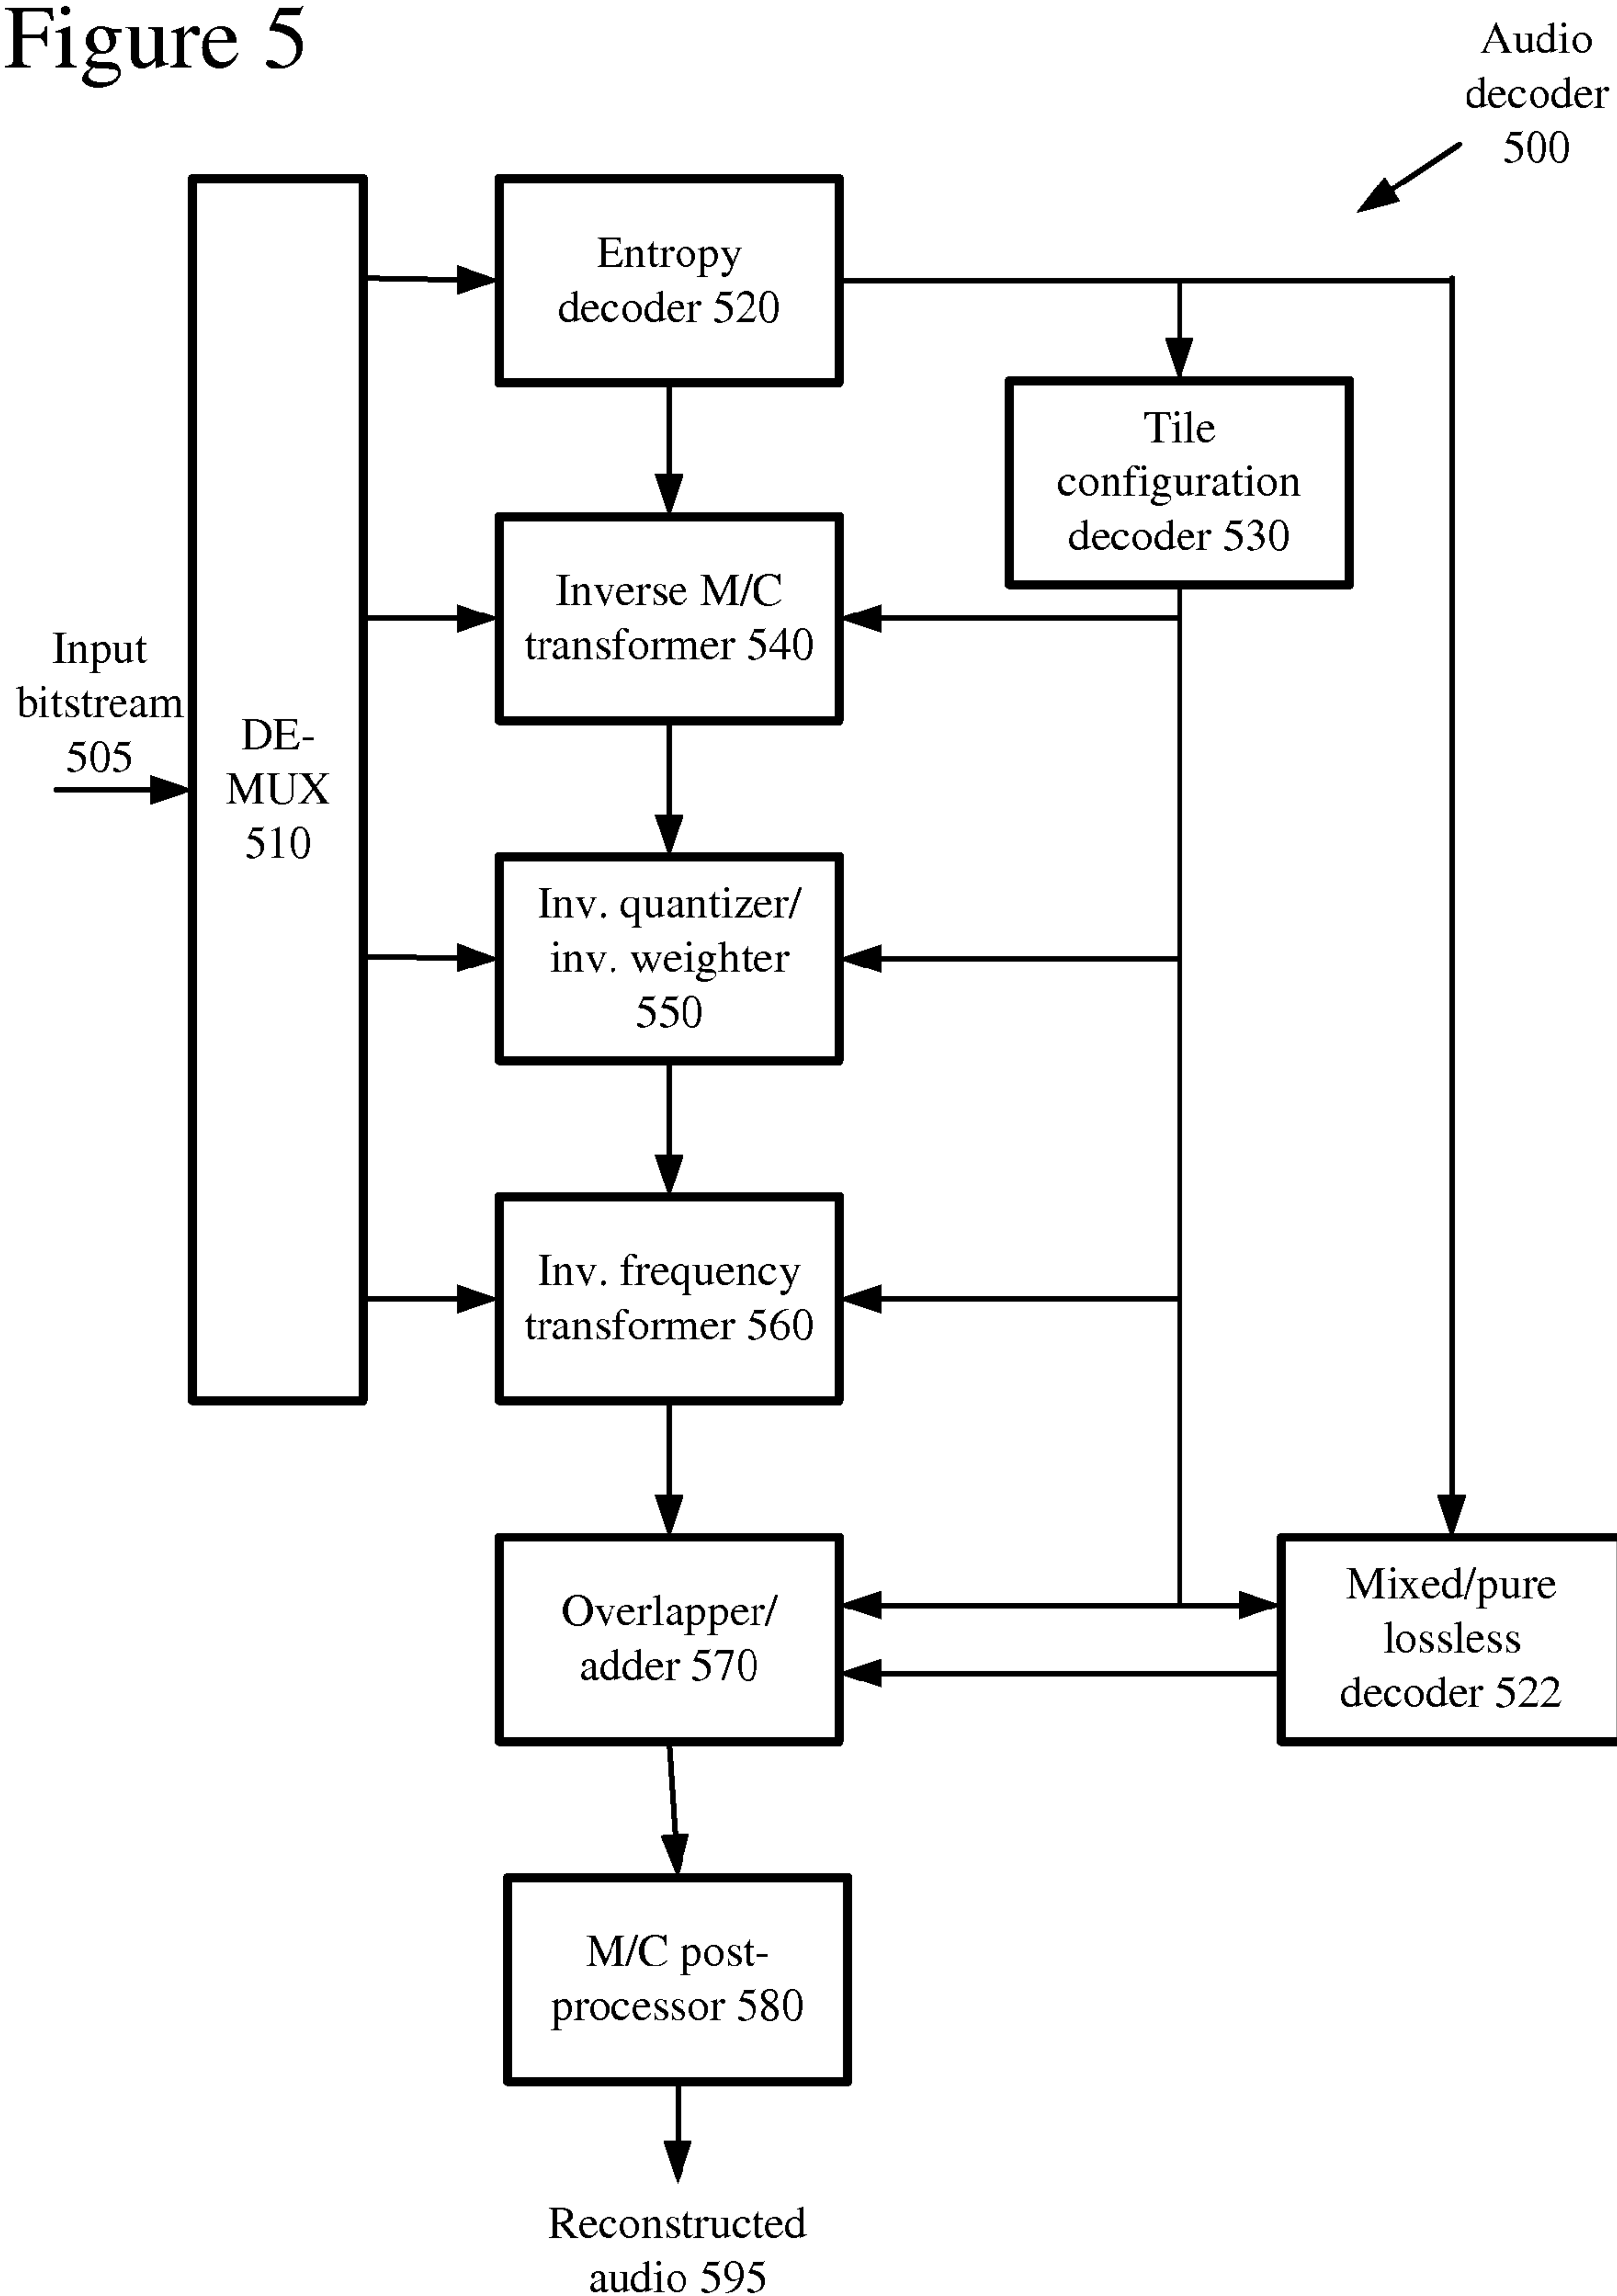 Figure 5
Audio
decoder
500
Entropy
decoder 520
Tile
configuration
decoder 530
Inverse M/C
transformer 540
Input
bitstream
505
DE-
MUX
510
Inv. quantizer/
inv. weighter
550
Inv. frequency
transformer 560
Overlapper/
adder 570
Mixed/pure
lossless
decoder 522
M/C post-
processor 580
Reconstructed
audio 595